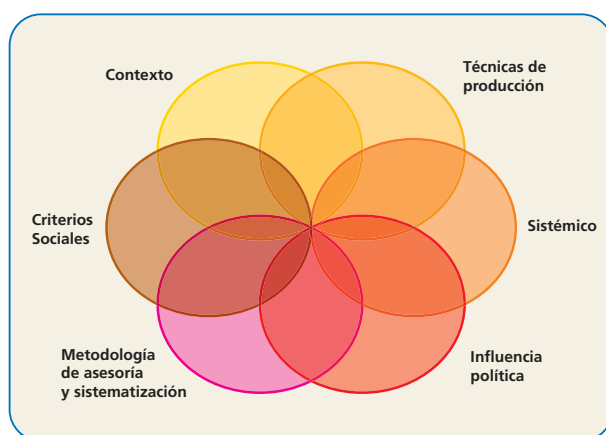 Contexto
Técnicas de
producción
Criterios
Sociales
Sistémico
Metodología
de asesoría
y sistematización
Influencia
política